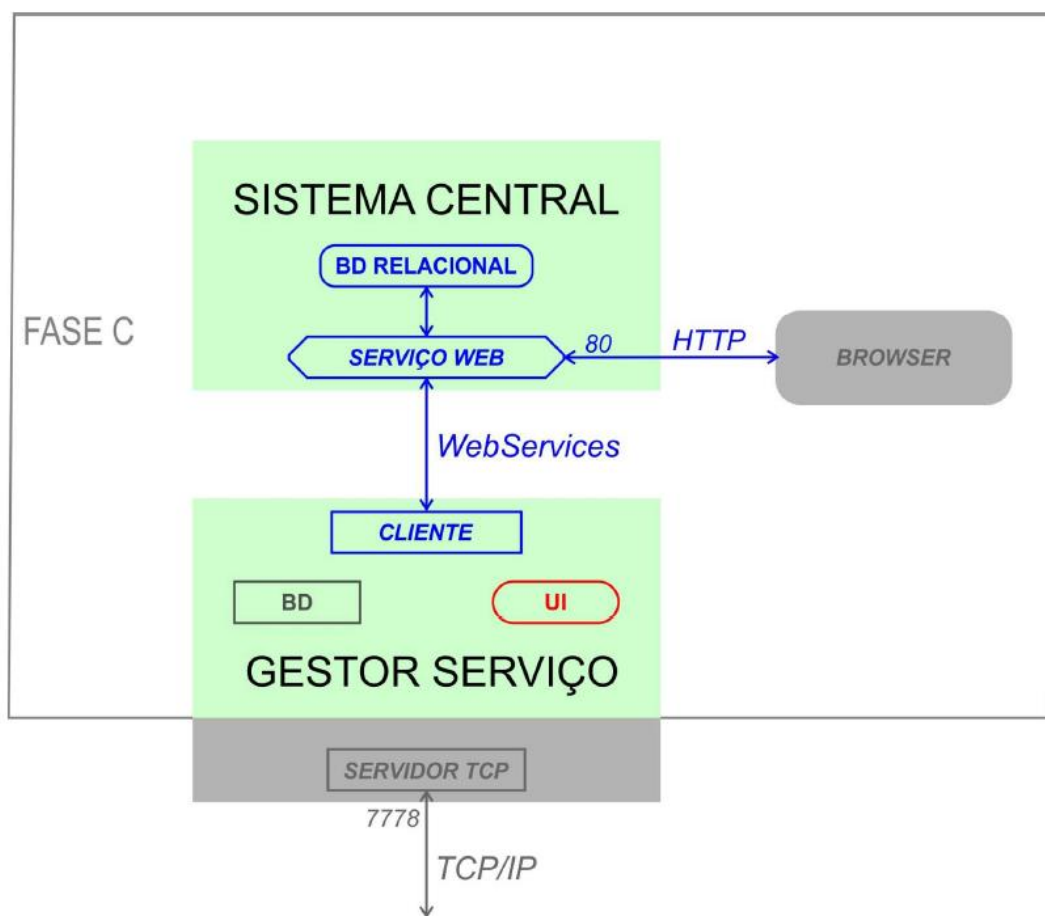 SISTEMA CENTRAL
BD RELACIONAL
FASE C
SERVIÇO WEB
80
HTTP
BROWSER
WebServices
CLIENTE
BD
UI
GESTOR SERVIÇO
SERVIDOR TCP
7778
TCP/IP